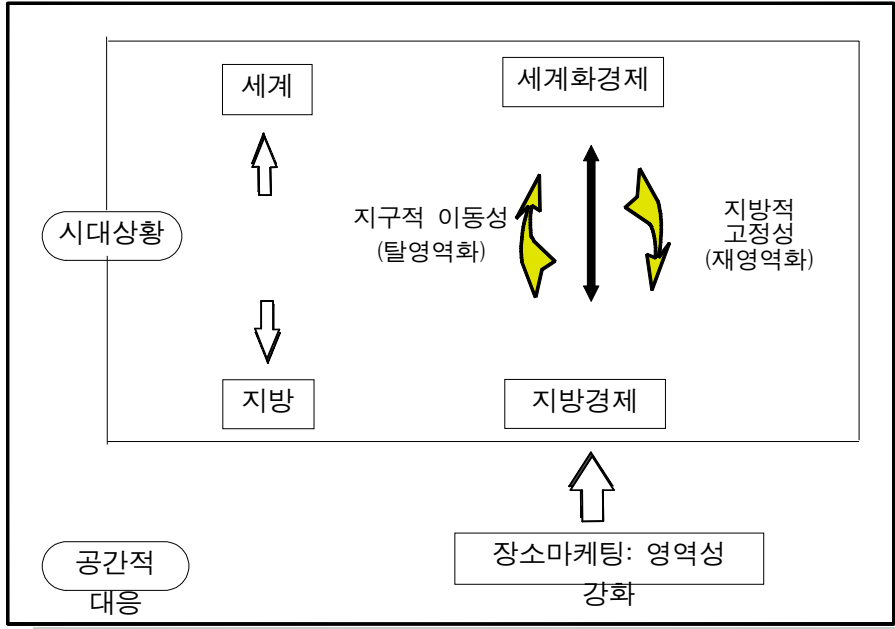 세계
세계화경제
시대상황
지구적 이동성
(탈영역화)
지방적
고정성
(재영역화)
지방
지방경제
공간적
대응
장소마케팅: 영역성
강화